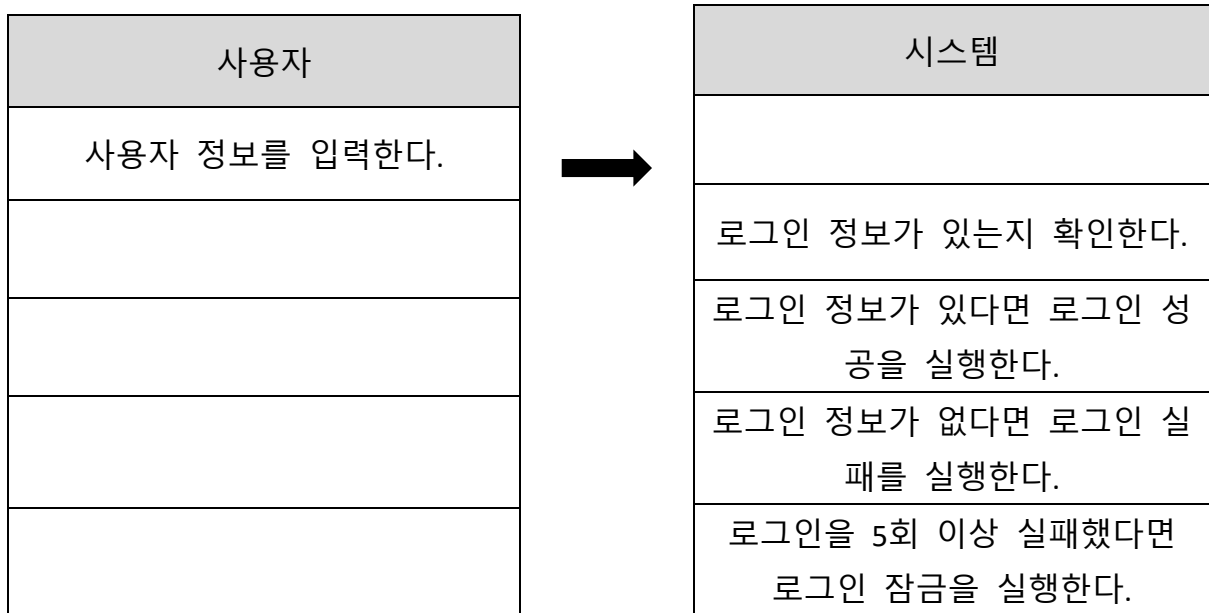 사용자
사용자 정보를 입력한다.
시스템
로그인 정보가 있는지 확인한다.
로그인 정보가 있다면 로그인 성
공을 실행한다.
로그인 정보가 없다면 로그인 실
패를 실행한다.
로그인을 5회 이상 실패했다면
로그인 잠금을 실행한다.